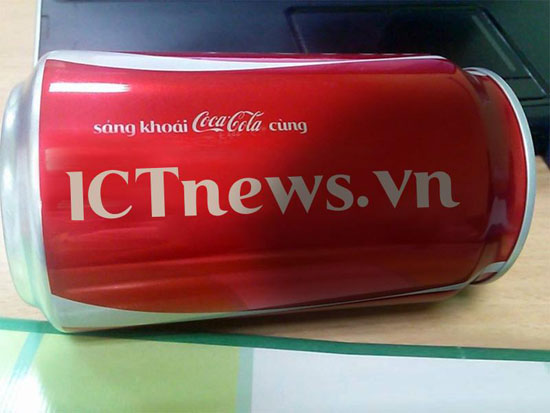 sáng khoái Coca-Cola cùng
ICTnews.vn